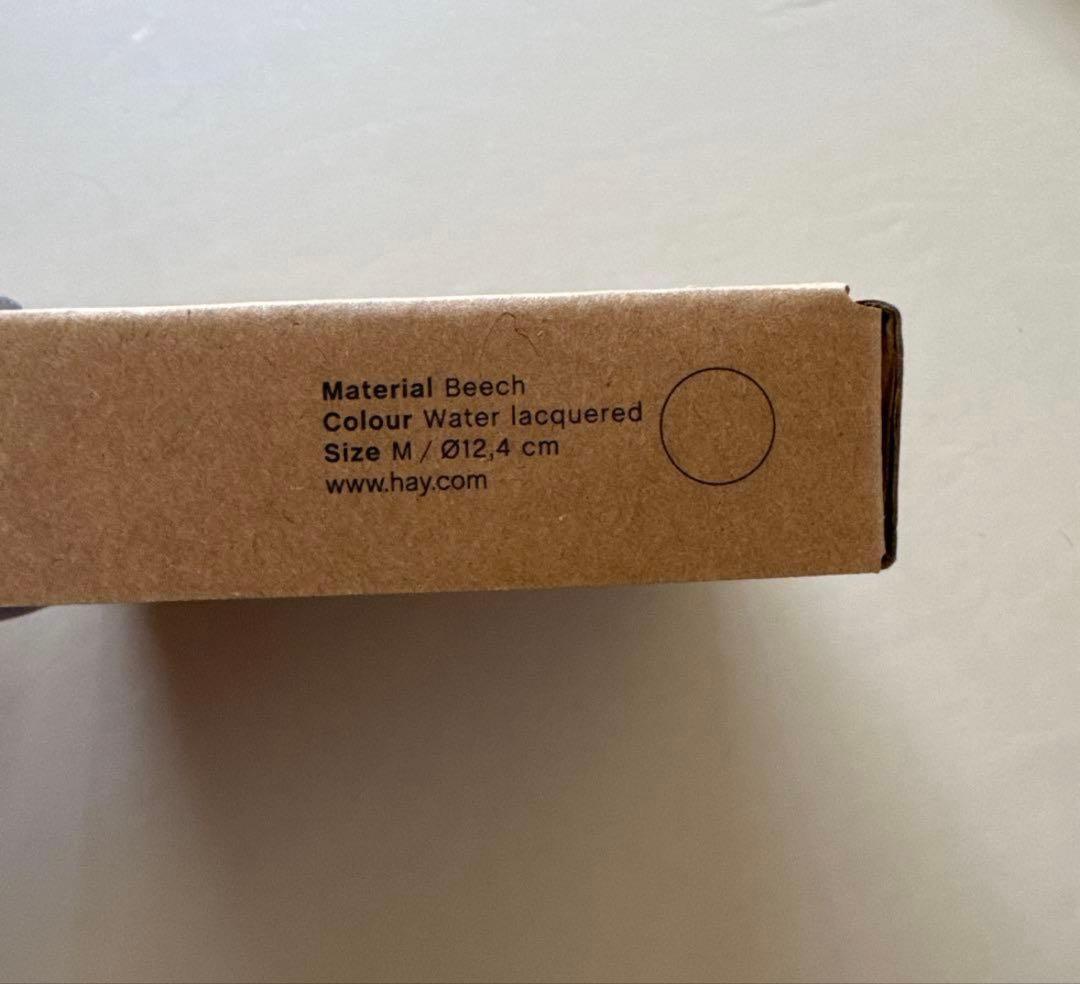 Material Beech
Colour Water lacquered
Size M / Ø12,4 cm
www.hay.com